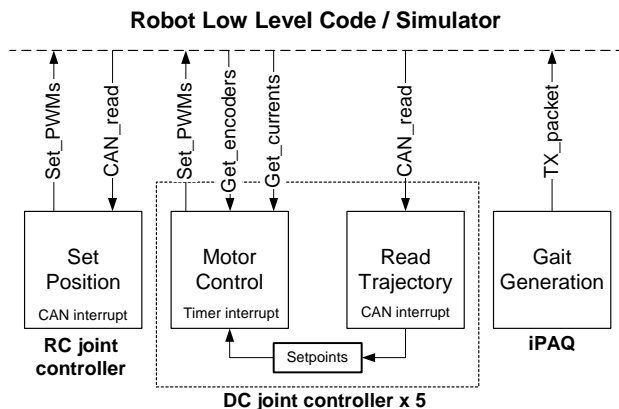 Robot Low Level Code / Simulator
Set_PWMs
CAN_read
Set_PWMs
Get_encoders
Get_currents
CAN_read
TX_packet
Set
Position
CAN interrupt
Motor
Control
Timer interrupt
Read
Trajectory
CAN interrupt
Gait
Generation
RC joint
controller
Setpoints
iPAQ
DC joint controller x 5